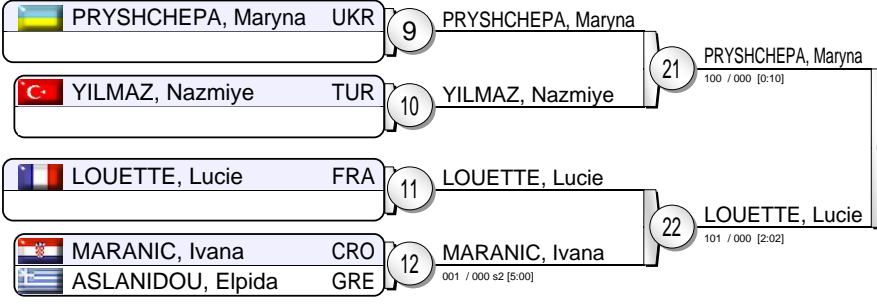 PRYSHCHEPA, Maryna UKR
9
PRYSHCHEPA, Maryna
21
PRYSHCHEPA, Maryna
100 / 000 [0:10]
YILMAZ, Nazmiye TUR
10
YILMAZ, Nazmiye
LOUETTE, Lucie FRA
11
LOUETTE, Lucie
22
LOUETTE, Lucie
101 / 000 [2:02]
MARANIC, Ivana CRO
ASLANIDOU, Elpida GRE
12
MARANIC, Ivana
001 / 000 s2 [5:00]